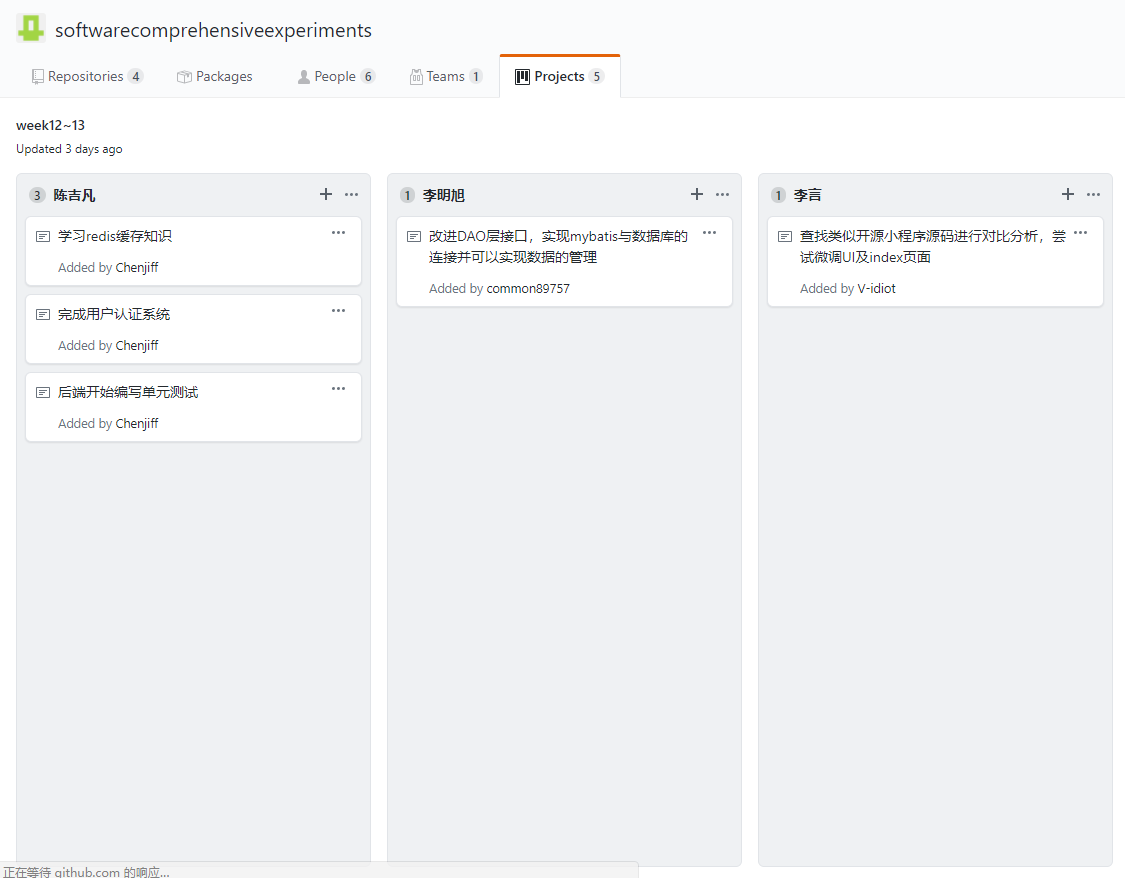 softwarecomprehensiveexperiments
Repositories 4 Packages People 6 Teams 1 Projects 5
week12~13
Updated 3 days ago
3 陈吉凡
学习redis缓存知识
Added by Chenjiff
完成用户认证系统
Added by Chenjiff
后端开始编写单元测试
Added by Chenjiff
1 李明旭
改进DAO层接口，实现mybatis与数据库的
连接并可以实现数据的管理
Added by common89757
1 李言
查找类似开源小程序源码进行对比分析，尝
试微调UI及index页面
Added by V-idiot
正在等待 github.com 的响应...